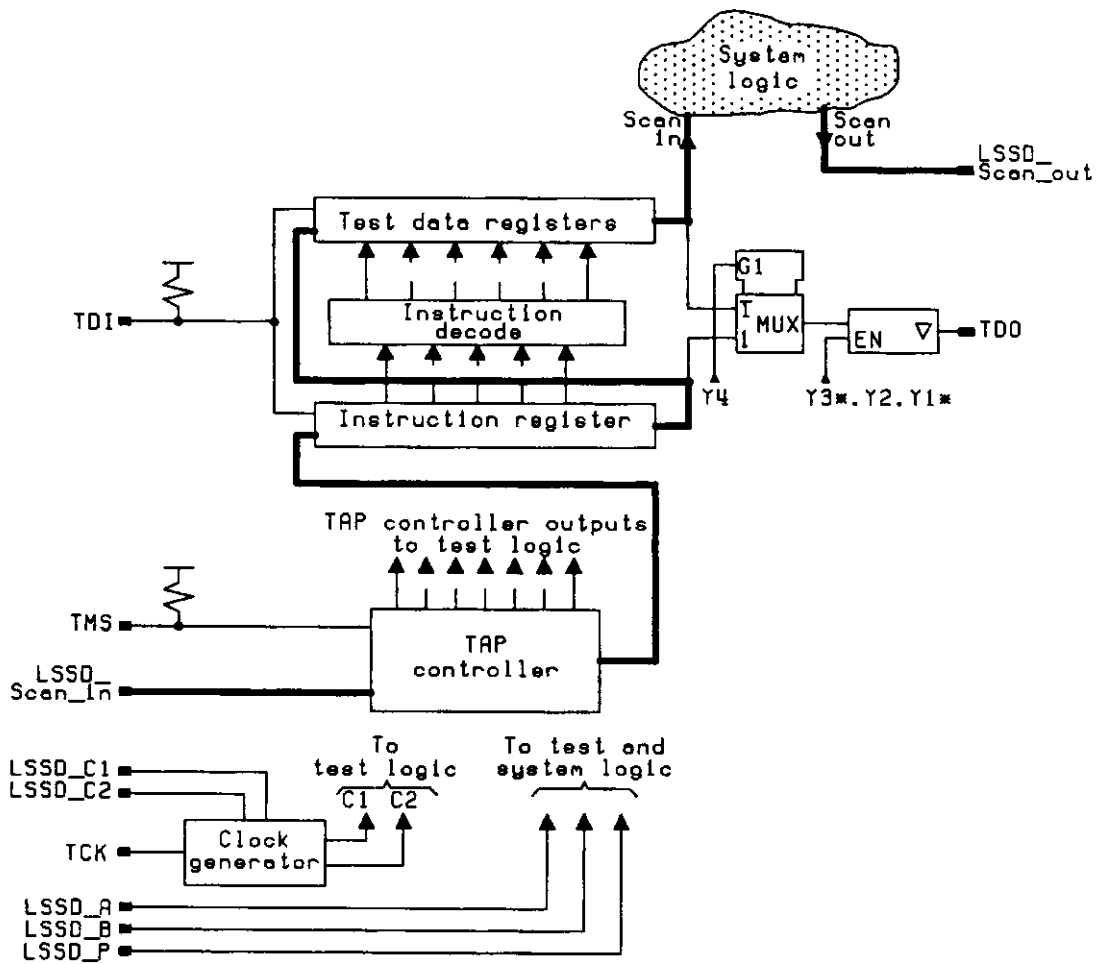 System
logic
Scan
in
Scan
out
LSSD_
Scan_out
Test data registers
G1
TDI
Instruction
decode
1
MUX
1
EN
TDO
Y4
Y3*.Y2.Y1*
Instruction register
TAP controller outputs
to test logic
TMS
TAP
controller
LSSD_
Scan_in
To
test logic
To test and
system logic
LSSD_C1
LSSD_C2
C1 C2
TCK
Clock
generator
LSSD_A
LSSD_B
LSSD_P